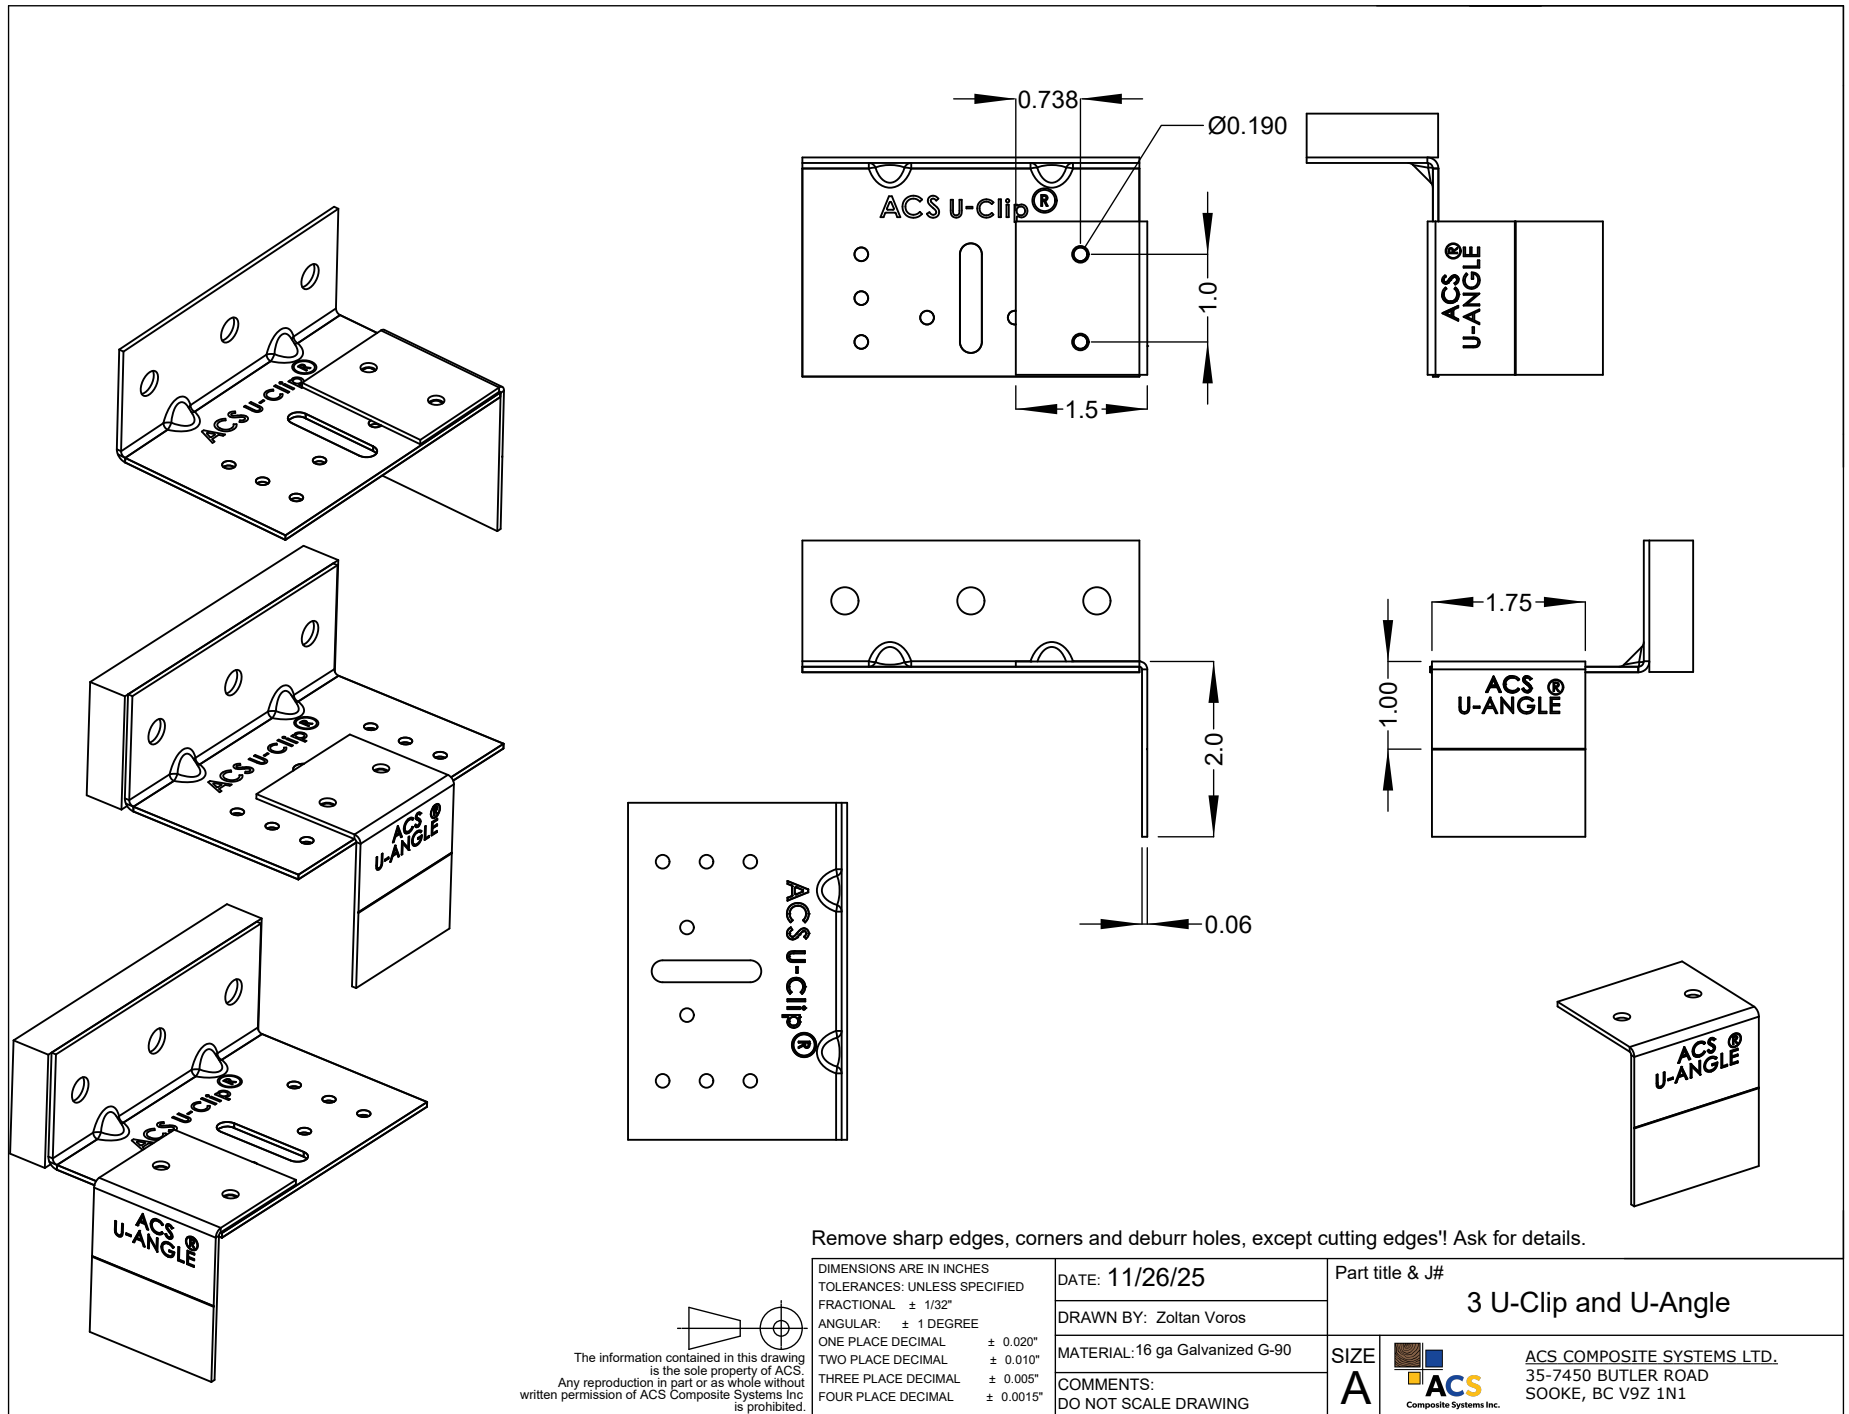 0.738
Ø0.190
ACS U-Clip®
1.0
1.5
ACS ®
U-ANGLE
ACS U-Clip®
ACS U-Clip®
ACS ®
U-ANGLE
ACS U-Clip®
ACS ®
U-ANGLE
2.0
0.06
1.75
1.00
ACS ®
U-ANGLE
ACS U-Clip®
ACS ®
U-ANGLE
Remove sharp edges, corners and deburr holes, except cutting edges'! Ask for details.
The information contained in this drawing
is the sole property of ACS.
Any reproduction in part or as whole without
written permission of ACS Composite Systems Inc
is prohibited.
DIMENSIONS ARE IN INCHES
TOLERANCES: UNLESS SPECIFIED
FRACTIONAL ± 1/32"
ANGULAR: ± 1 DEGREE
ONE PLACE DECIMAL ± 0.020"
TWO PLACE DECIMAL ± 0.010"
THREE PLACE DECIMAL ± 0.005"
FOUR PLACE DECIMAL ± 0.0015"
DATE: 11/26/25
DRAWN BY: Zoltan Voros
MATERIAL: 16 ga Galvanized G-90
COMMENTS:
DO NOT SCALE DRAWING
Part title & J#
3 U-Clip and U-Angle
SIZE
A
ACS
Composite Systems Inc.
ACS COMPOSITE SYSTEMS LTD.
35-7450 BUTLER ROAD
SOOKE, BC V9Z 1N1